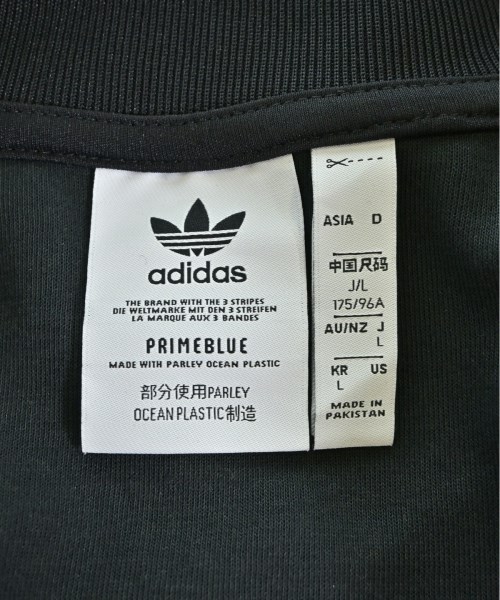 adidas
THE BRAND WITH THE 3 STRIPES
DIE WELTMARKE MIT DEN 3 STREIFEN
LA MARQUE AUX 3 BANDES
PRIMEBLUE
MADE WITH PARLEY OCEAN PLASTIC
部分使用PARLEY
OCEAN PLASTIC制造
ASIA D
中国尺码
J/L
175/96A
AU/NZ J
L
KR US
L
MADE IN
PAKISTAN